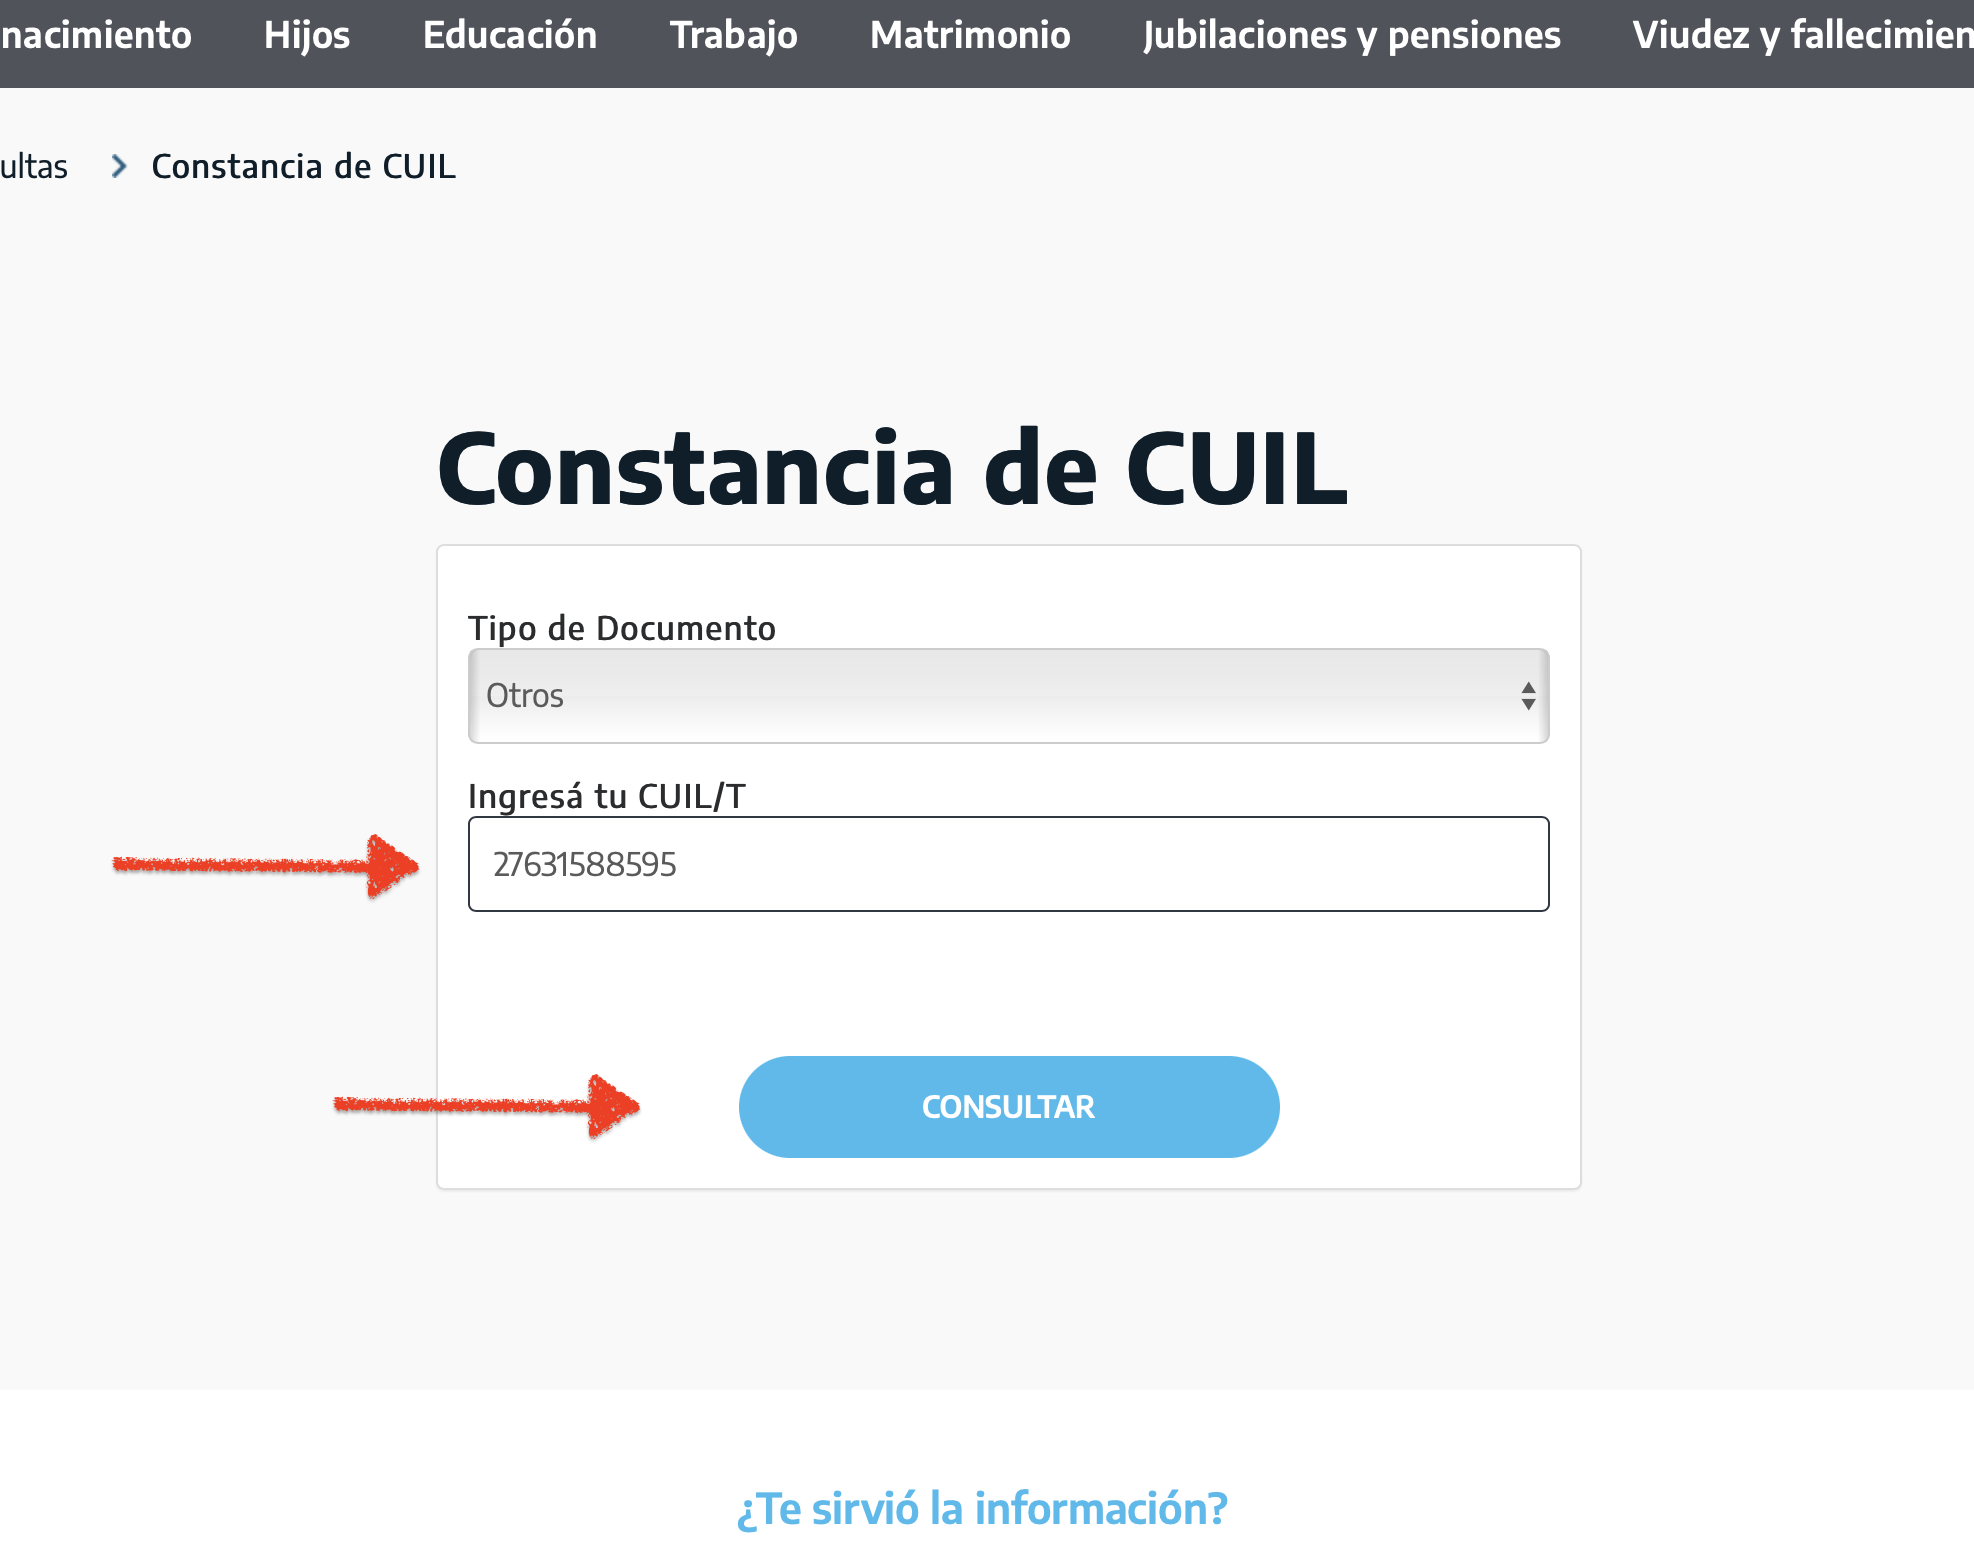 nacimiento Hijos Educación Trabajo Matrimonio Jubilaciones y pensiones Viudez y fallecimien
ultas > Constancia de CUIL
Constancia de CUIL
Tipo de Documento
Otros
Ingresá tu CUIL/T
27631588595
CONSULTAR
¿Te sirvió la información?